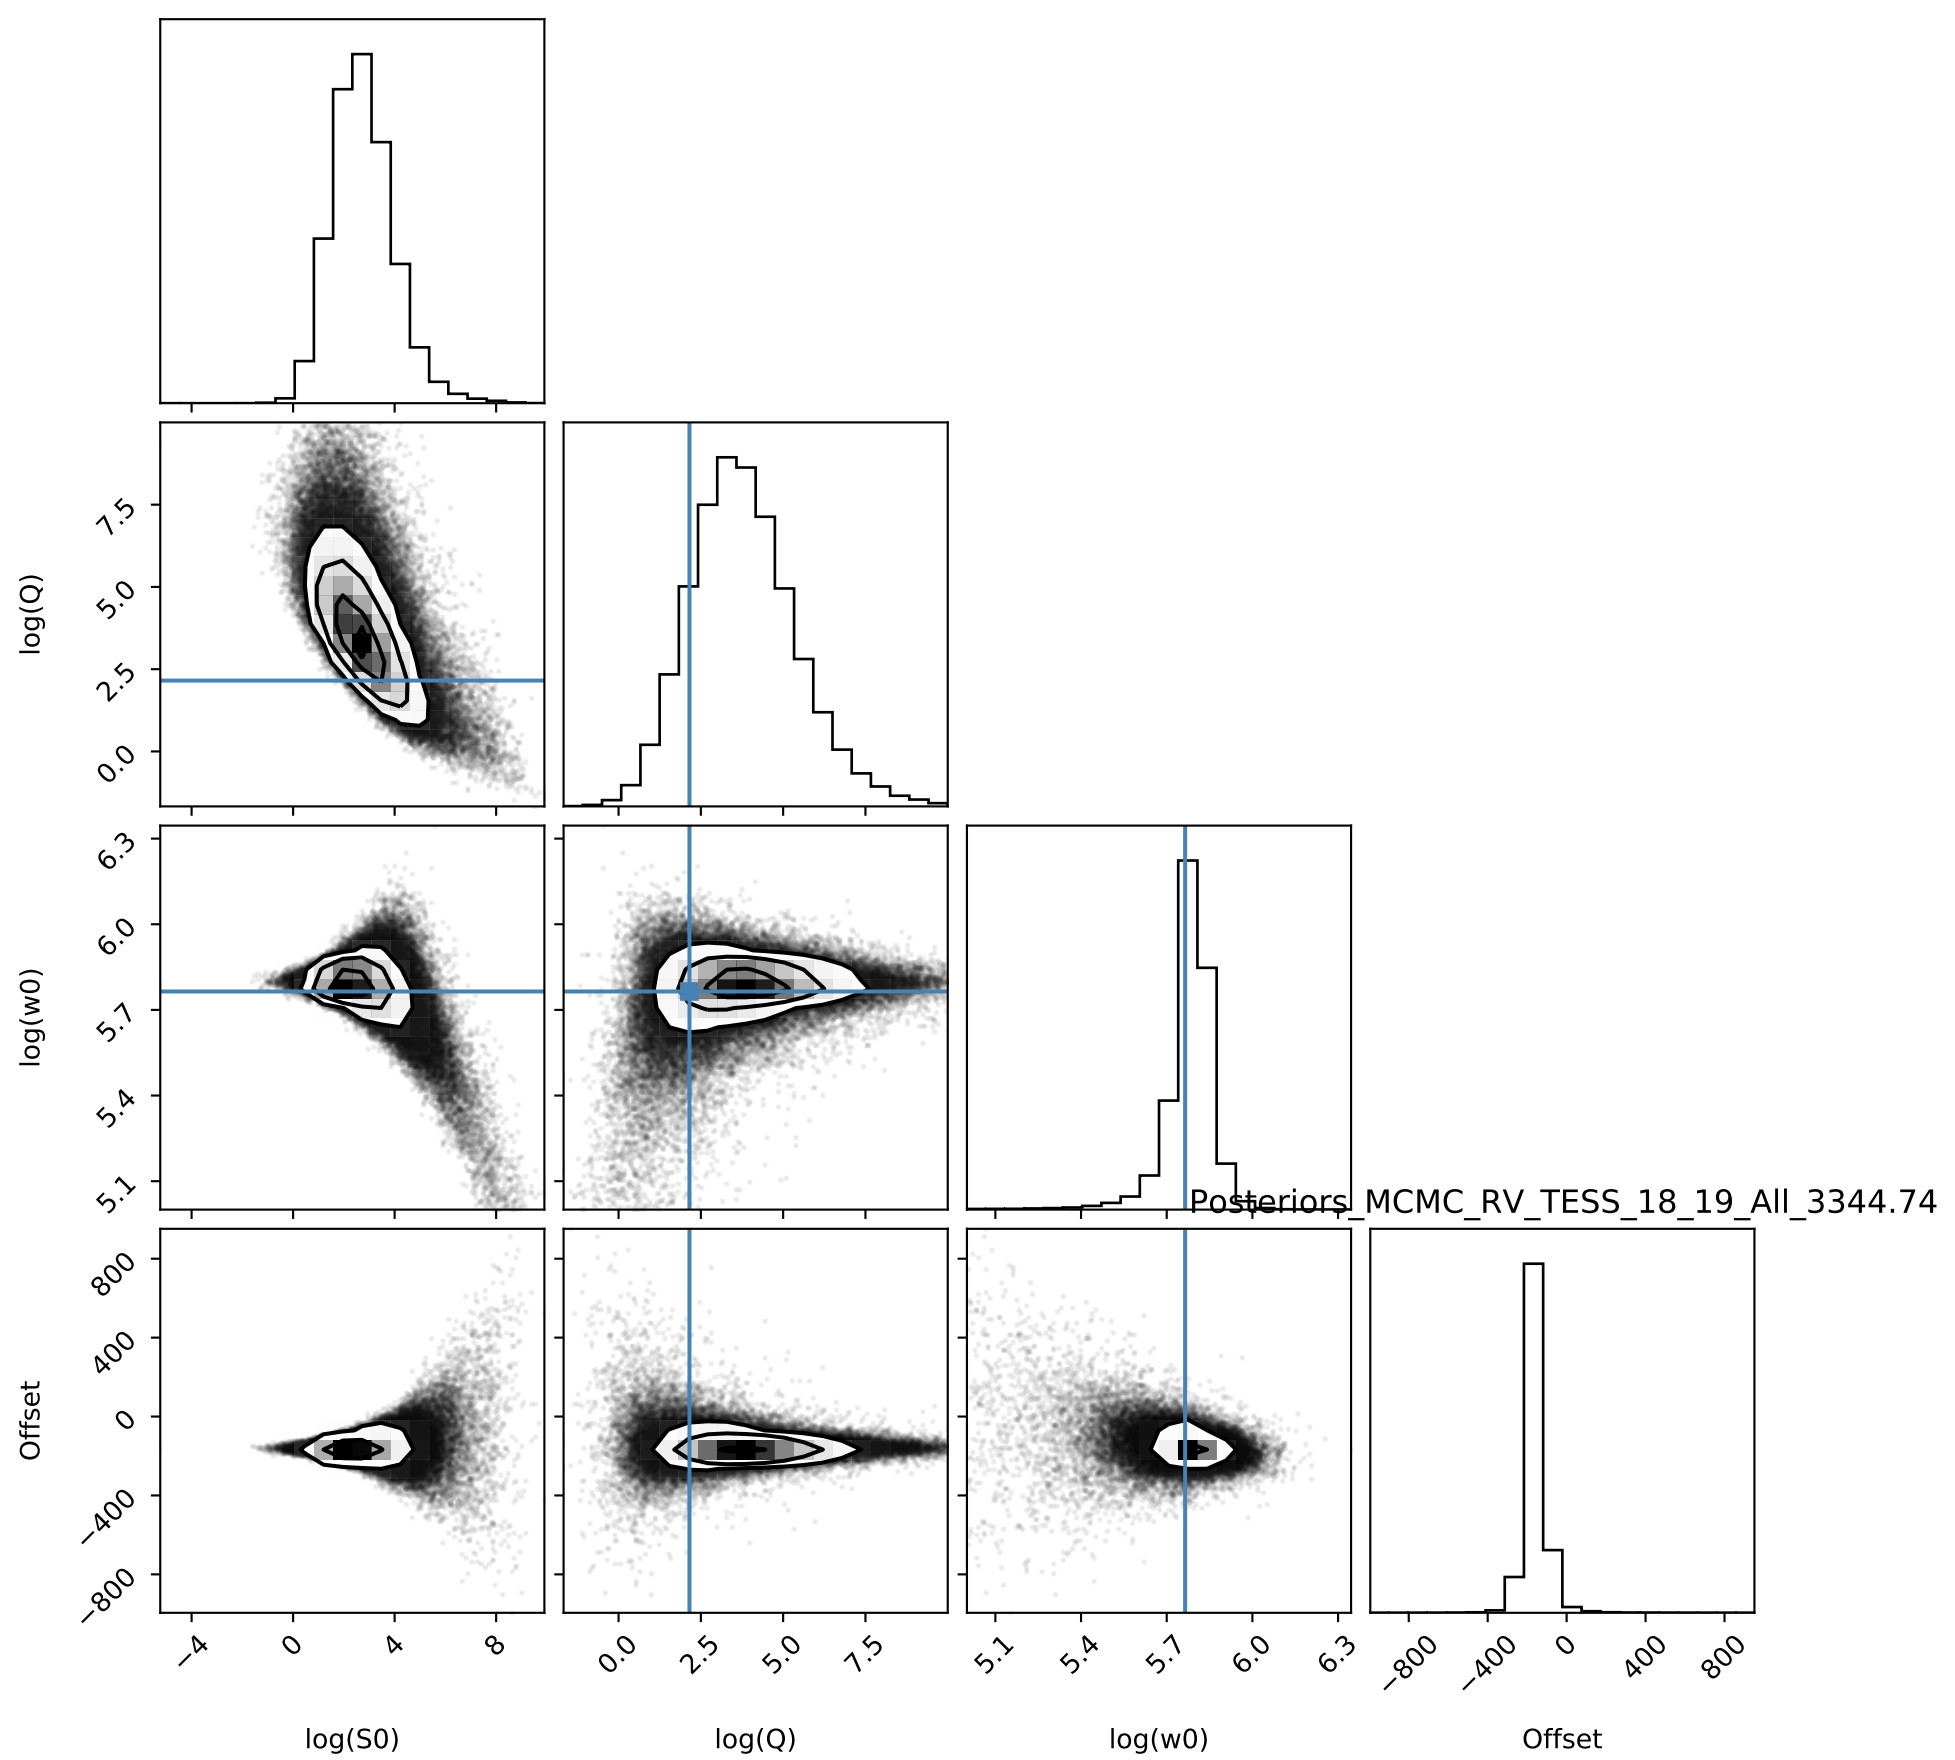 log(Q)
7.5
5.0
2.5
0.0
log(w0)
6.3
6.0
5.7
5.4
5.1
Posteriors_MCMC_RV_TESS_18_19_All_3344.74
Offset
800
400
0
−400
−800
−4 0 4 8 0.0 2.5 5.0 7.5 5.1 5.4 5.7 6.0 6.3 −800 −400 0 400 800
log(S0) log(Q) log(w0) Offset